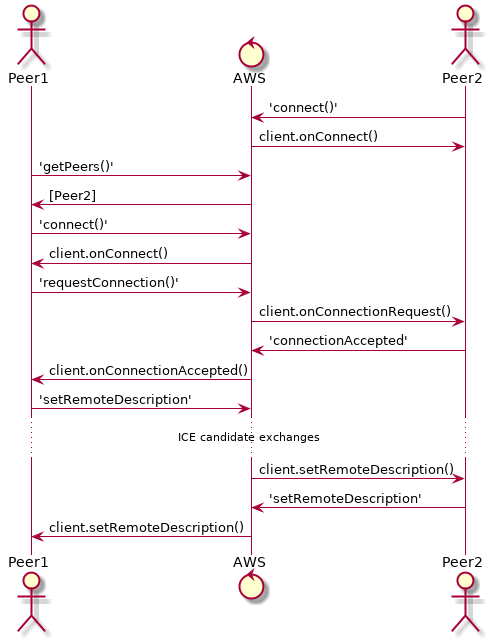 Peer1 AWS Peer2
'connect()'
client.onConnect()
'getPeers()'
[Peer2]
'connect()'
client.onConnect()
'requestConnection()'
client.onConnectionRequest()
'connectionAccepted'
client.onConnectionAccepted()
'setRemoteDescription'
ICE candidate exchanges
client.setRemoteDescription()
'setRemoteDescription'
client.setRemoteDescription()
Peer1 AWS Peer2